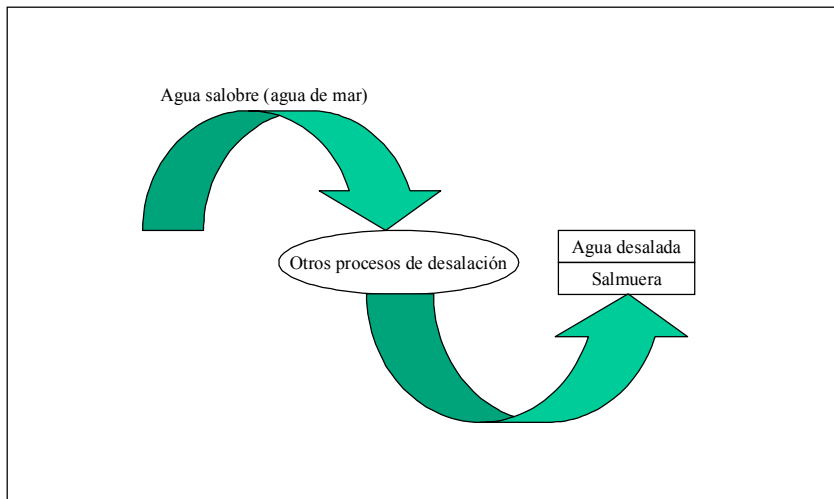 Agua salobre (agua de mar)
Otros procesos de desalación
Agua desalada
Salmuera